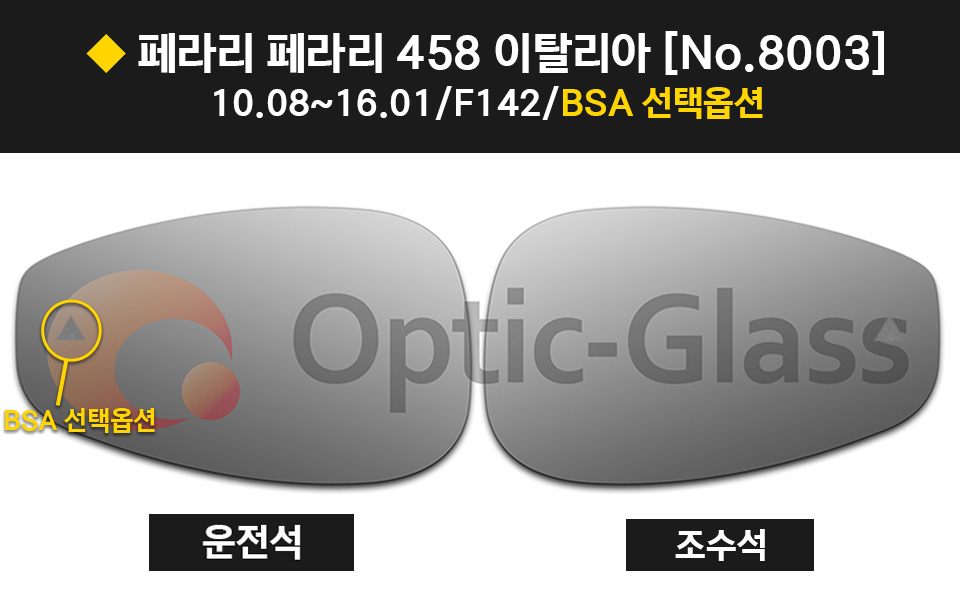 ◆ 페라리 페라리 458 이탈리아 [No.8003]
10.08~16.01/F142/BSA 선택옵션
Optic-Glass
BSA 선택옵션
운전석
조수석